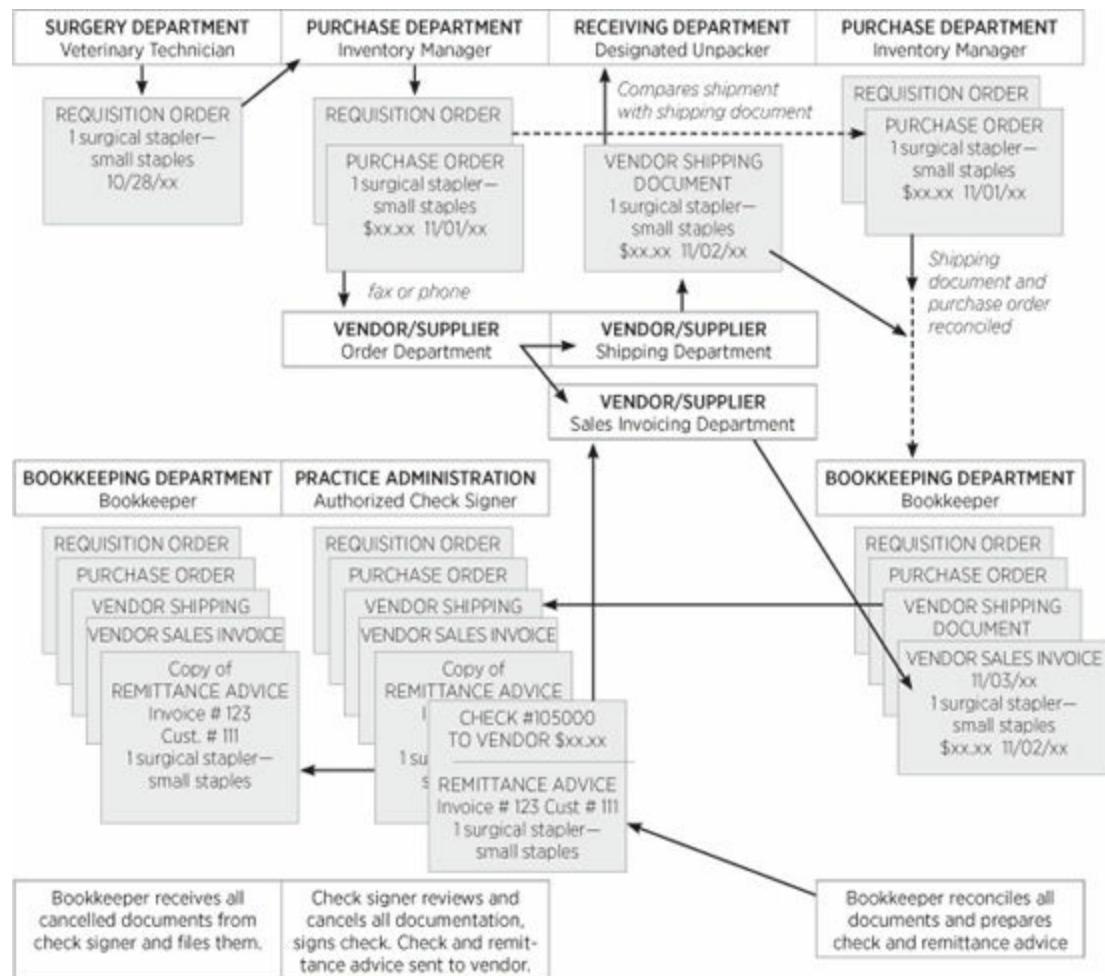 SURGERY DEPARTMENT
Veterinary Technician
PURCHASE DEPARTMENT
Inventory Manager
RECEIVING DEPARTMENT
Designated Unpacker
PURCHASE DEPARTMENT
Inventory Manager
REQUISITION ORDER
1 surgical stapler—
small staples
10/28/xx
REQUISITION ORDER
PURCHASE ORDER
1 surgical stapler—
small staples
$xx.xx 11/01/xx
Compares shipment
with shipping document
VENDOR SHIPPING
DOCUMENT
1 surgical stapler—
small staples
$xx.xx 11/02/xx
REQUISITION ORDER
PURCHASE ORDER
1 surgical stapler—
small staples
$xx.xx 11/01/xx
fax or phone
Shipping
document and
purchase order
reconciled
VENDOR/SUPPLIER
Order Department
VENDOR/SUPPLIER
Shipping Department
VENDOR/SUPPLIER
Sales Invoicing Department
BOOKKEEPING DEPARTMENT
Bookkeeper
PRACTICE ADMINISTRATION
Authorized Check Signer
BOOKKEEPING DEPARTMENT
Bookkeeper
REQUISITION ORDER
PURCHASE ORDER
VENDOR SHIPPING
VENDOR SALES INVOICE
Copy of
REMITTANCE ADVICE
Invoice # 123
Cust. # 111
1 surgical stapler—
small staples
REQUISITION ORDER
PURCHASE ORDER
VENDOR SHIPPING
VENDOR SALES INVOICE
Copy of
REMITTANCE ADVICE
CHECK #105000
TO VENDOR $xx.xx
REMITTANCE ADVICE
Invoice # 123 Cust # 111
1 surgical stapler—
small staples
REQUISITION ORDER
PURCHASE ORDER
VENDOR SHIPPING
DOCUMENT
VENDOR SALES INVOICE
11/03/xx
1 surgical stapler—
small staples
$xx.xx 11/02/xx
Bookkeeper receives all
cancelled documents from
check signer and files them.
Check signer reviews and
cancels all documentation,
signs check. Check and remit-
tance advice sent to vendor.
Bookkeeper reconciles all
documents and prepares
check and remittance advice